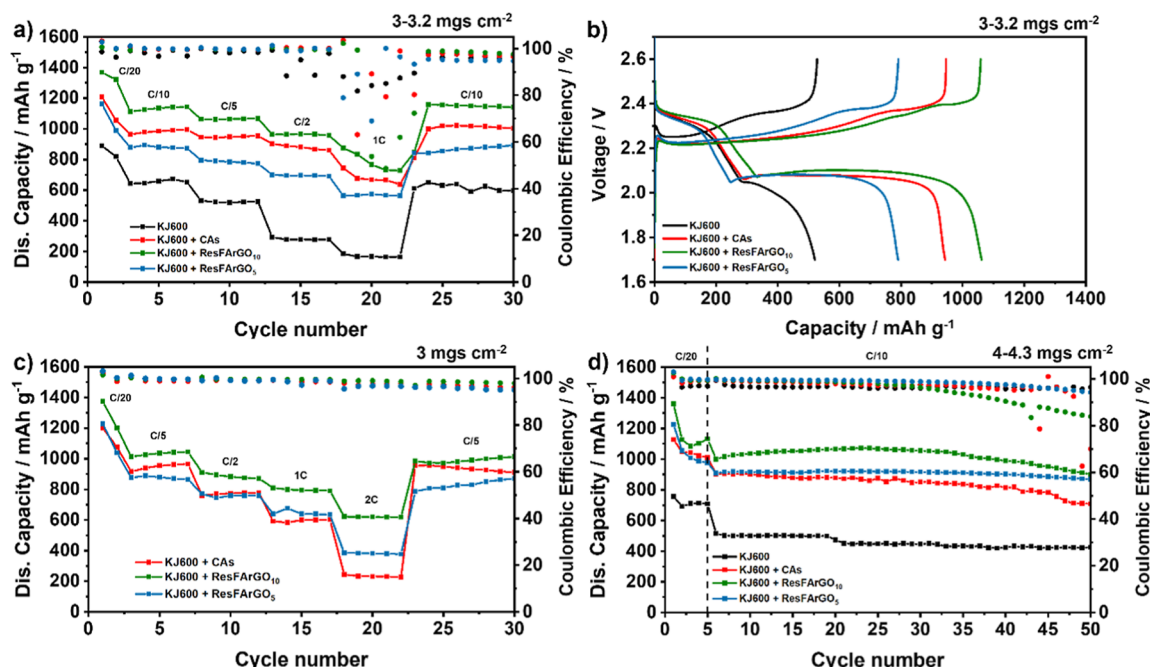 a)
3-3.2 mgs cm-2
Dis. Capacity / mAh g-1
1600
1400
1200
1000
800
600
400
200
0
C/20
C/10
C/5
C/2
1C
C/10
KJ600
KJ600 + CAs
KJ600 + ResFArGO10
KJ600 + ResFArGO5
100
80
60
40
20
0
Coulombic Efficiency / %
0 5 10 15 20 25 30
Cycle number
b)
3-3.2 mgs cm-2
Voltage / V
2.6
2.4
2.2
2.0
1.8
1.6
KJ600
KJ600 + CAs
KJ600 + ResFArGO10
KJ600 + ResFArGO5
0 200 400 600 800 1000 1200 1400
Capacity / mAh g-1
c)
3 mgs cm-2
Dis. Capacity / mAh g-1
1600
1400
1200
1000
800
600
400
200
0
C/20
C/5
C/2
1C
2C
C/5
KJ600 + CAs
KJ600 + ResFArGO10
KJ600 + ResFArGO5
100
80
60
40
20
0
Coulombic Efficiency / %
0 5 10 15 20 25 30
Cycle number
d)
C/20
C/10
4-4.3 mgs cm-2
Dis. Capacity / mAh g-1
1600
1400
1200
1000
800
600
400
200
0
KJ600
KJ600 + CAs
KJ600 + ResFArGO10
KJ600 + ResFArGO5
100
80
60
40
20
0
Coulombic Efficiency / %
0 5 10 15 20 25 30 35 40 45 50
Cycle number